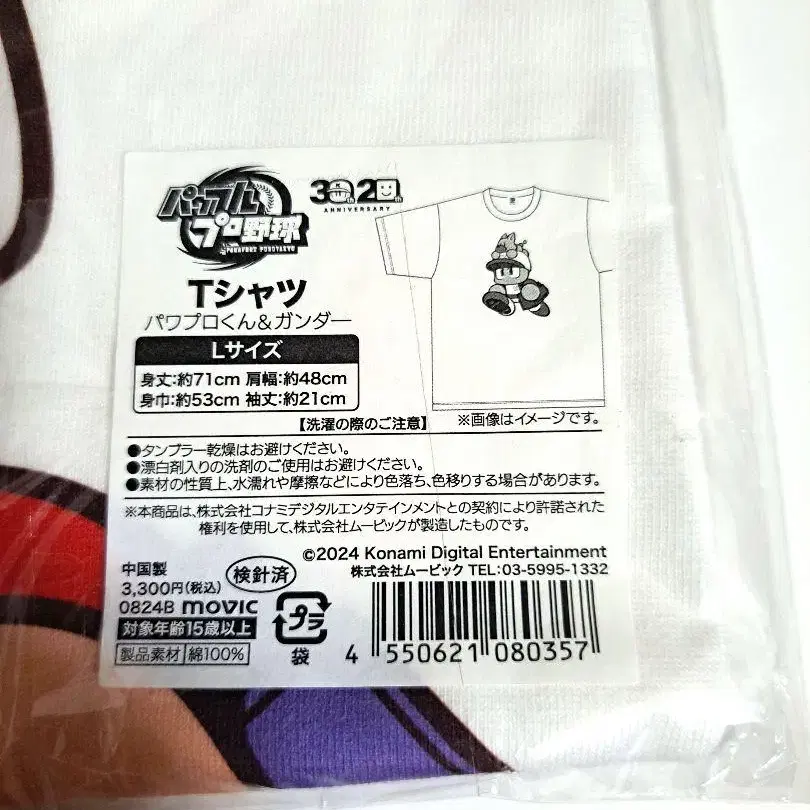 パワフルプロ野球
POWERFUL PUROYAKYU
30th 20th
ANNIVERSARY
Tシャツ
パワプロくん&ガンダー
Lサイズ
身丈:約71cm 肩幅:約48cm
身巾:約53cm 袖丈:約21cm
※画像はイメージです。
【洗濯の際のご注意】
●タンブラー乾燥はお避けください。
●漂白剤入りの洗剤のご使用はお避けください。
●素材の性質上、水濡れや摩擦などにより色落ち、色移りする場合があります。
※本商品は、株式会社コナミデジタルエンタテインメントとの契約により許諾された
権利を使用して、株式会社ムービックが製造したものです。
©2024 Konami Digital Entertainment
株式会社ムービック TEL:03-5995-1332
中国製
3,300円(税込)
検針済
0824B movic
対象年齢15歳以上
製品素材 綿100%
プラ
袋
4 550621 080357